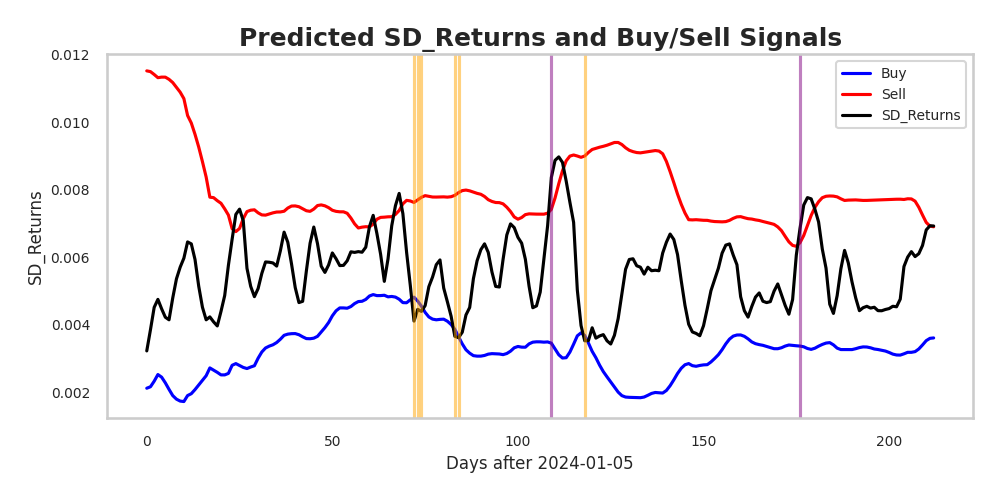 Predicted SD_Returns and Buy/Sell Signals
0.012
0.010
0.008
0.006
0.004
0.002
SD_Returns
Buy
Sell
SD_Returns
0
50
100
150
200
Days after 2024-01-05